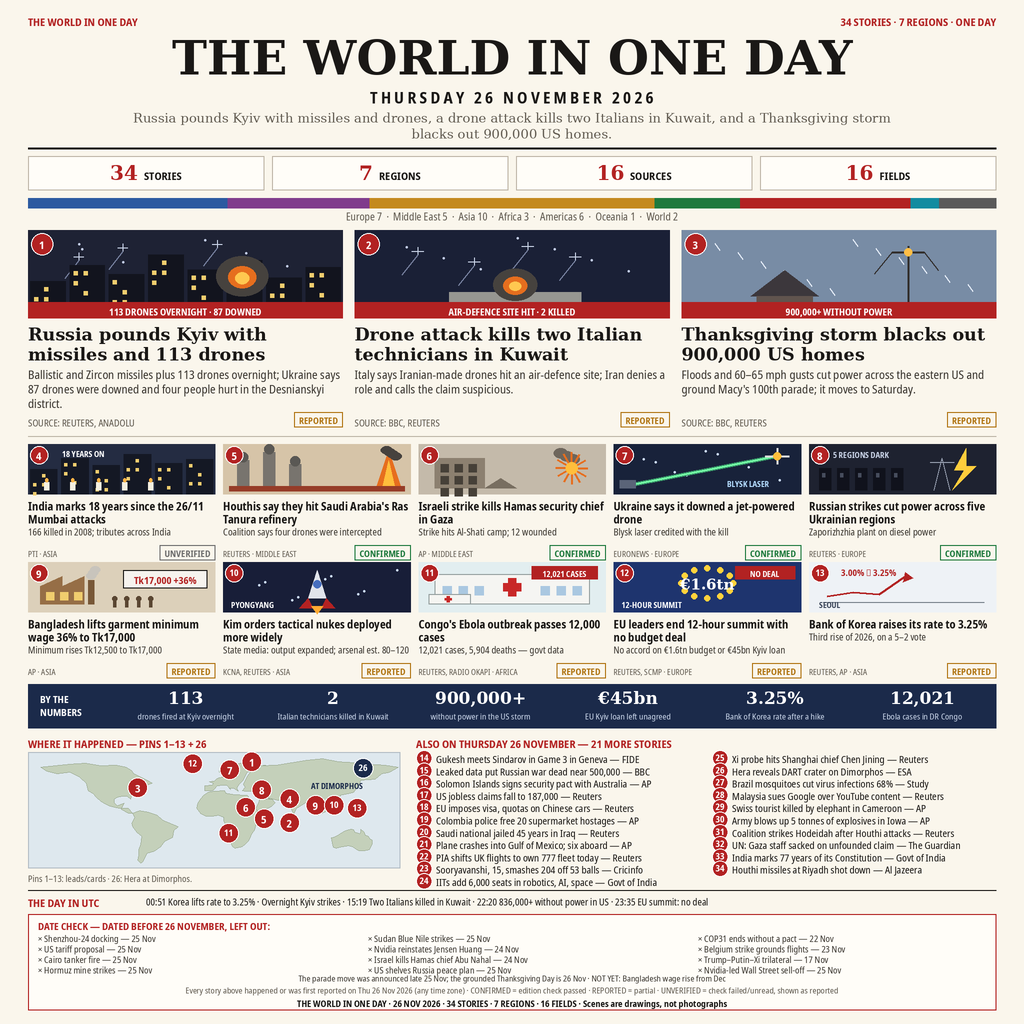 THE WORLD IN ONE DAY
34 STORIES · 7 REGIONS · ONE DAY
THE WORLD IN ONE DAY
THURSDAY 26 NOVEMBER 2026
Russia pounds Kyiv with missiles and drones, a drone attack kills two Italians in Kuwait, and a Thanksgiving storm
blacks out 900,000 US homes.
34 STORIES
7 REGIONS
16 SOURCES
16 FIELDS
Europe 7 · Middle East 5 · Asia 10 · Africa 3 · Americas 6 · Oceania 1 · World 2
1
113 DRONES OVERNIGHT · 87 DOWNED
Russia pounds Kyiv with
missiles and 113 drones
Ballistic and Zircon missiles plus 113 drones overnight; Ukraine says
87 drones were downed and four people hurt in the Desnianskyi
district.
SOURCE: REUTERS, ANADOLU
REPORTED
2
AIR-DEFENCE SITE HIT · 2 KILLED
Drone attack kills two Italian
technicians in Kuwait
Italy says Iranian-made drones hit an air-defence site; Iran denies a
role and calls the claim suspicious.
SOURCE: BBC, REUTERS
REPORTED
3
900,000+ WITHOUT POWER
Thanksgiving storm blacks out
900,000 US homes
Floods and 60–65 mph gusts cut power across the eastern US and
ground Macy's 100th parade; it moves to Saturday.
SOURCE: BBC, REUTERS
REPORTED
4
18 YEARS ON
India marks 18 years since the 26/11
Mumbai attacks
166 killed in 2008; tributes across India
PTI · ASIA
UNVERIFIED
5
Houthis say they hit Saudi Arabia's Ras
Tanura refinery
Coalition says four drones were intercepted
REUTERS · MIDDLE EAST
CONFIRMED
6
Israeli strike kills Hamas security chief
in Gaza
Strike hits Al-Shati camp; 12 wounded
AP · MIDDLE EAST
CONFIRMED
7
BLYSK LASER
Ukraine says it downed a jet-powered
drone
Blysk laser credited with the kill
EURONEWS · EUROPE
CONFIRMED
8
5 REGIONS DARK
Russian strikes cut power across five
Ukrainian regions
Zaporizhzhia plant on diesel power
REUTERS · EUROPE
CONFIRMED
9
Tk17,000 +36%
Bangladesh lifts garment minimum
wage 36% to Tk17,000
Minimum rises Tk12,500 to Tk17,000
AP · ASIA
REPORTED
10
PYONGYANG
Kim orders tactical nukes deployed
more widely
State media: output expanded; arsenal est. 80–120
KCNA, REUTERS · ASIA
REPORTED
11
12,021 CASES
Congo's Ebola outbreak passes 12,000
cases
12,021 cases, 5,904 deaths — govt data
REUTERS, RADIO OKAPI · AFRICA
REPORTED
12
NO DEAL
€1.6tn
12-HOUR SUMMIT
EU leaders end 12-hour summit with
no budget deal
No accord on €1.6tn budget or €45bn Kyiv loan
REUTERS, SCMP · EUROPE
REPORTED
13
3.00% 3.25%
SEOUL
Bank of Korea raises its rate to 3.25%
Third rise of 2026, on a 5–2 vote
REUTERS, AP · ASIA
REPORTED
BY THE
NUMBERS
113
drones fired at Kyiv overnight
2
Italian technicians killed in Kuwait
900,000+
without power in the US storm
€45bn
EU Kyiv loan left unagreed
3.25%
Bank of Korea rate after a hike
12,021
Ebola cases in DR Congo
WHERE IT HAPPENED — PINS 1–13 + 26
12
7
1
26
AT DIMORPHOS
3
8
4
6
5
2
9
10
13
11
Pins 1–13: leads/cards · 26: Hera at Dimorphos.
ALSO ON THURSDAY 26 NOVEMBER — 21 MORE STORIES
14 Gukesh meets Sindarov in Game 3 in Geneva — FIDE
15 Leaked data put Russian war dead near 500,000 — BBC
16 Solomon Islands signs security pact with Australia — AP
17 US jobless claims fall to 187,000 — Reuters
18 EU imposes visa, quotas on Chinese cars — Reuters
19 Colombia police free 20 supermarket hostages — AP
20 Saudi national jailed 45 years in Iraq — Reuters
21 Plane crashes into Gulf of Mexico; six aboard — AP
22 PIA shifts UK flights to own 777 fleet today — Reuters
23 Sooryavanshi, 15, smashes 204 off 53 balls — Cricinfo
24 IITs add 6,000 seats in robotics, AI, space — Govt of India
25 Xi probe hits Shanghai chief Chen Jining — Reuters
26 Hera reveals DART crater on Dimorphos — ESA
27 Brazil mosquitoes cut virus infections 68% — Study
28 Malaysia sues Google over YouTube content — Reuters
29 Swiss tourist killed by elephant in Cameroon — AP
30 Army blows up 5 tonnes of explosives in Iowa — AP
31 Coalition strikes Hodeidah after Houthi attacks — Reuters
32 UN: Gaza staff sacked on unfounded claim — The Guardian
33 India marks 77 years of its Constitution — Govt of India
34 Houthi missiles at Riyadh shot down — Al Jazeera
THE DAY IN UTC
00:51 Korea lifts rate to 3.25% · Overnight Kyiv strikes · 15:19 Two Italians killed in Kuwait · 22:20 836,000+ without power in US · 23:35 EU summit: no deal
DATE CHECK — DATED BEFORE 26 NOVEMBER, LEFT OUT:
× Shenzhou-24 docking — 25 Nov
× US tariff proposal — 25 Nov
× Cairo tanker fire — 25 Nov
× Hormuz mine strikes — 25 Nov
× Sudan Blue Nile strikes — 25 Nov
× Nvidia reinstates Jensen Huang — 24 Nov
× Israel kills Hamas chief Abu Nahal — 24 Nov
× US shelves Russia peace plan — 25 Nov
× COP31 ends without a pact — 22 Nov
× Belgium strike grounds flights — 23 Nov
× Trump–Putin–Xi trilateral — 17 Nov
× Nvidia-led Wall Street sell-off — 25 Nov
The parade move was announced late 25 Nov; the grounded Thanksgiving Day is 26 Nov · NOT YET: Bangladesh wage rise from Dec
Every story above happened or was first reported on Thu 26 Nov 2026 (any time zone) · CONFIRMED = edition check passed · REPORTED = partial · UNVERIFIED = check failed/unread, shown as reported
THE WORLD IN ONE DAY · 26 NOV 2026 · 34 STORIES · 7 REGIONS · 16 FIELDS · Scenes are drawings, not photographs